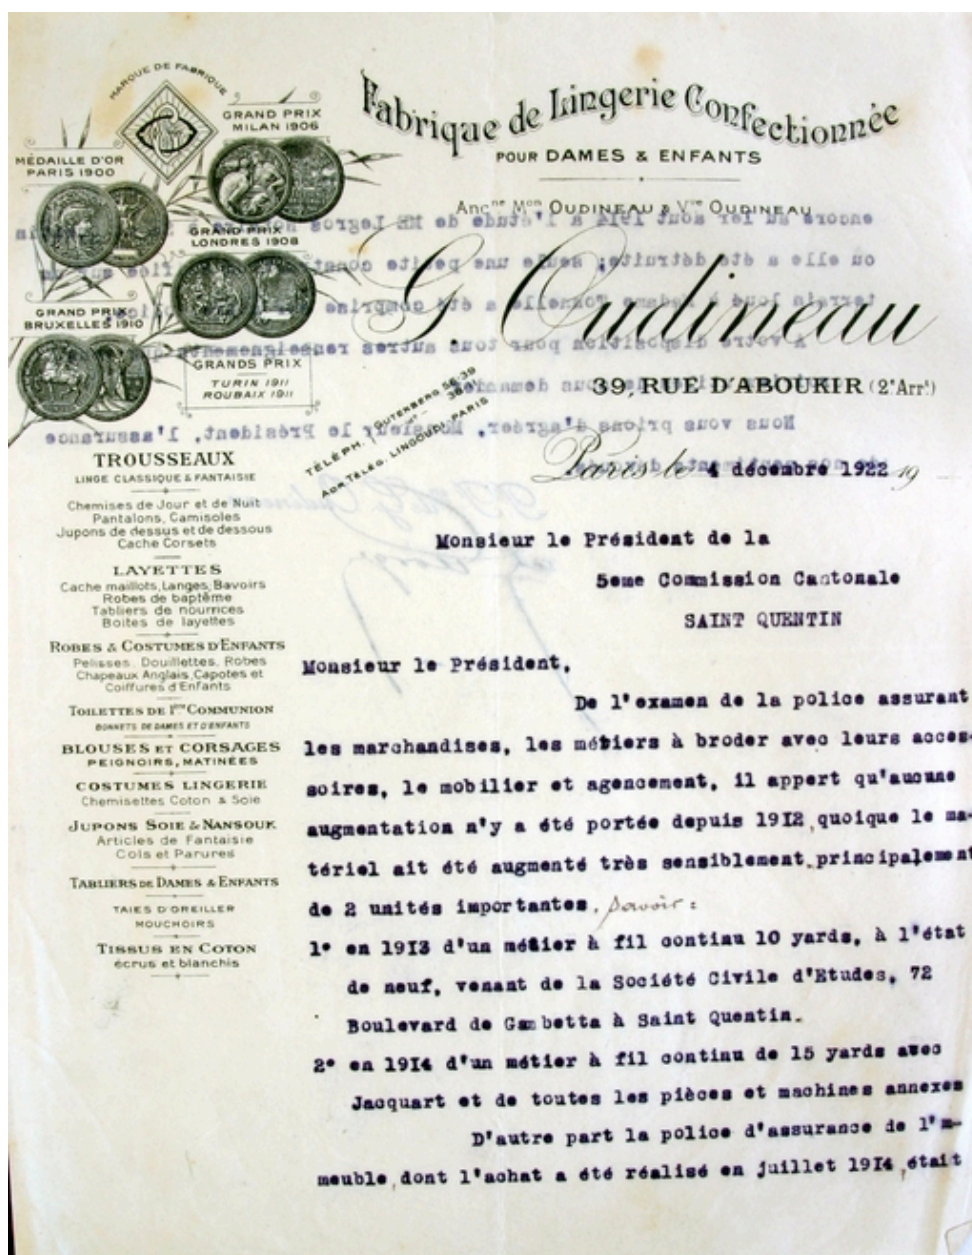 MARQUE DE FABRIQUE
GRAND PRIX
MILAN 1906
MÉDAILLE D'OR
PARIS 1900
GRAND PRIX
LONDRES 1908
GRAND PRIX
BRUXELLES 1910
GRANDS PRIX
TURIN 1911
ROUBAIX 1911
Fabrique de Lingerie Confectionnée
POUR DAMES & ENFANTS
Ancne Mon OUDINEAU & Vve OUDINEAU
G. Oudineau
39, RUE D'ABOUKIR (2e Arrt)
TÉLÉPH. GUTENBERG 56-39
ADR. TÉLÉG. LINGOUDI-PARIS
Paris le 4 décembre 1922 19
TROUSSEAUX
LINGE CLASSIQUE & FANTAISIE
Chemises de Jour et de Nuit
Pantalons, Camisoles
Jupons de dessus et de dessous
Cache Corsets
LAYETTES
Cache maillots, Langes, Bavoirs
Robes de baptême
Tabliers de nourrices
Boites de layettes
ROBES & COSTUMES D'ENFANTS
Pelisses, Douillettes, Robes
Chapeaux Anglais, Capotes et
Coiffures d'Enfants
TOILETTES DE 1ère COMMUNION
BONNETS DE DAMES ET D'ENFANTS
BLOUSES ET CORSAGES
PEIGNOIRS, MATINÉES
COSTUMES LINGERIE
Chemisettes Coton & Soie
JUPONS SOIE & NANSOUK
Articles de Fantaisie
Cols et Parures
TABLIERS DE DAMES & ENFANTS
TAIES D'OREILLER
MOUCHOIRS
TISSUS EN COTON
écrus et blanchis
Monsieur le Président de la
5eme Commission Cantonale
SAINT QUENTIN
Monsieur le Président,
De l'examen de la police assurant
les marchandises, les métiers à broder avec leurs acces-
soires, le mobilier et agencement, il appert qu'aucune
augmentation n'y a été portée depuis 1912, quoique le ma-
tériel ait été augmenté très sensiblement, principalement
de 2 unités importantes, savoir :
1° en 1913 d'un métier à fil continu 10 yards, à l'état
de neuf, venant de la Société Civile d'Etudes, 72
Boulevard de Gambetta à Saint Quentin.
2° en 1914 d'un métier à fil continu de 15 yards avec
Jacquart et de toutes les pièces et machines annexes
D'autre part la police d'assurance de l'im-
meuble, dont l'achat a été réalisé en juillet 1914, était